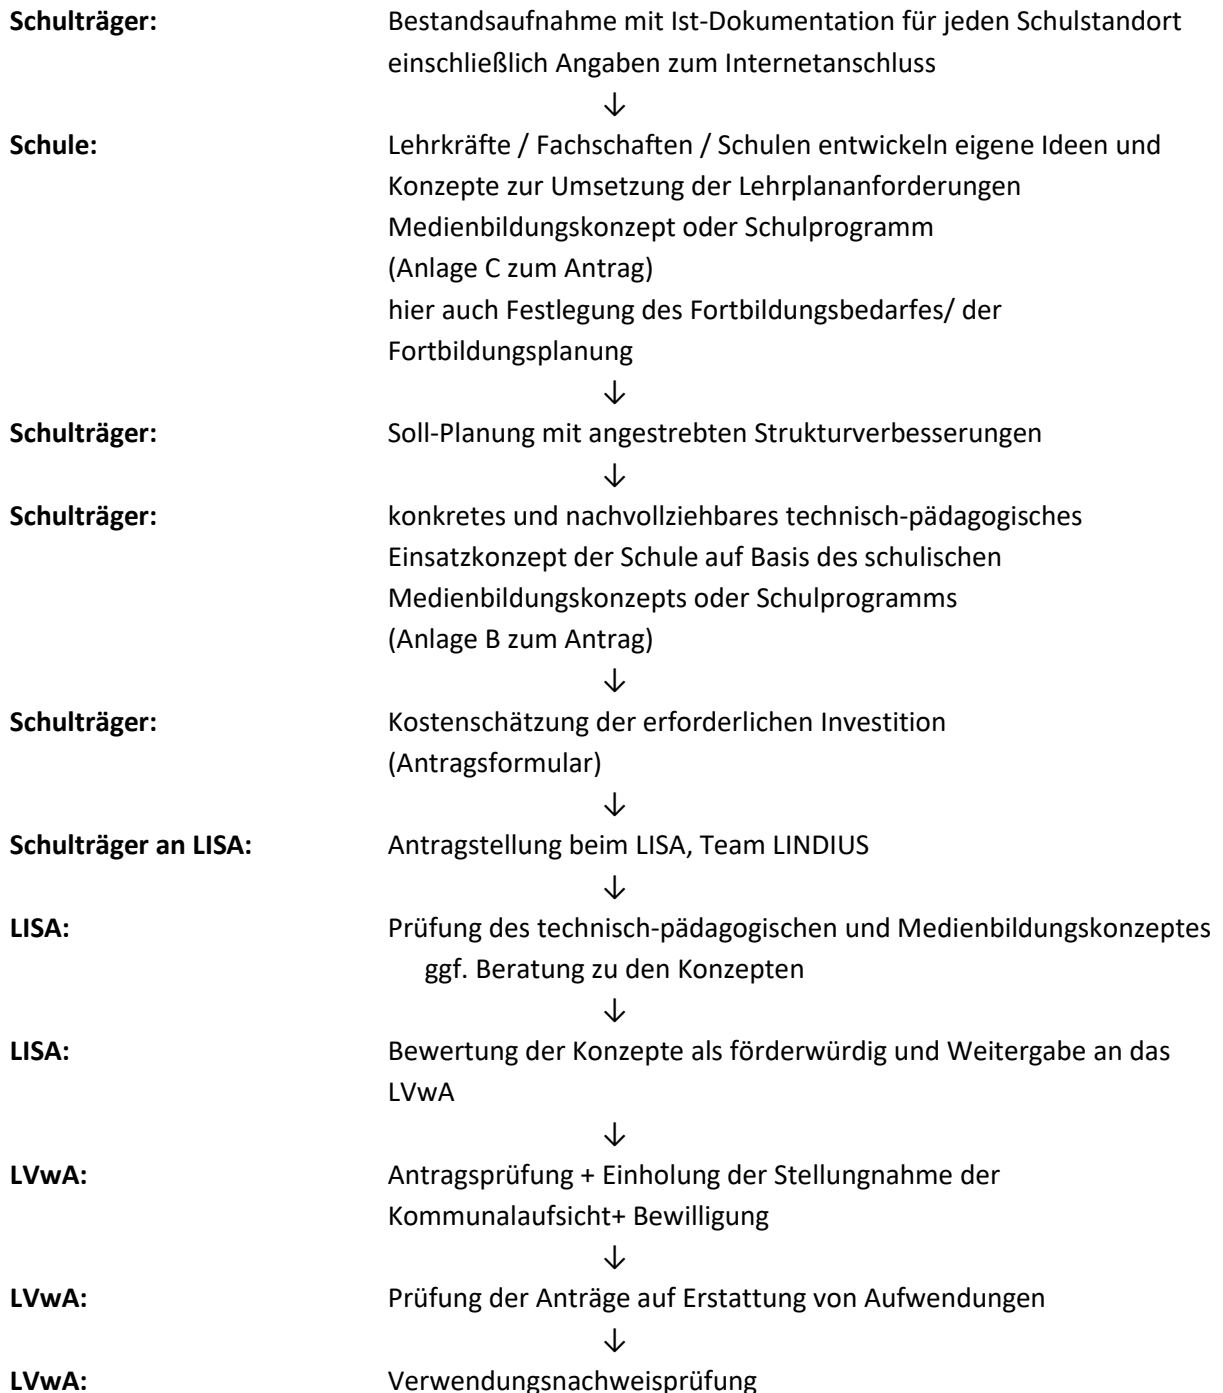 Schulträger: Bestandsaufnahme mit Ist-Dokumentation für jeden Schulstandort
einschließlich Angaben zum Internetanschluss
↓
Schule: Lehrkräfte / Fachschaften / Schulen entwickeln eigene Ideen und
Konzepte zur Umsetzung der Lehrplananforderungen
Medienbildungskonzept oder Schulprogramm
(Anlage C zum Antrag)
hier auch Festlegung des Fortbildungsbedarfes/ der
Fortbildungsplanung
↓
Schulträger: Soll-Planung mit angestrebten Strukturverbesserungen
↓
Schulträger: konkretes und nachvollziehbares technisch-pädagogisches
Einsatzkonzept der Schule auf Basis des schulischen
Medienbildungskonzepts oder Schulprogramms
(Anlage B zum Antrag)
↓
Schulträger: Kostenschätzung der erforderlichen Investition
(Antragsformular)
↓
Schulträger an LISA: Antragstellung beim LISA, Team LINDIUS
↓
LISA: Prüfung des technisch-pädagogischen und Medienbildungskonzeptes
ggf. Beratung zu den Konzepten
↓
LISA: Bewertung der Konzepte als förderwürdig und Weitergabe an das
LVwA
↓
LVwA: Antragsprüfung + Einholung der Stellungnahme der
Kommunalaufsicht+ Bewilligung
↓
LVwA: Prüfung der Anträge auf Erstattung von Aufwendungen
↓
LVwA: Verwendungsnachweisprüfung